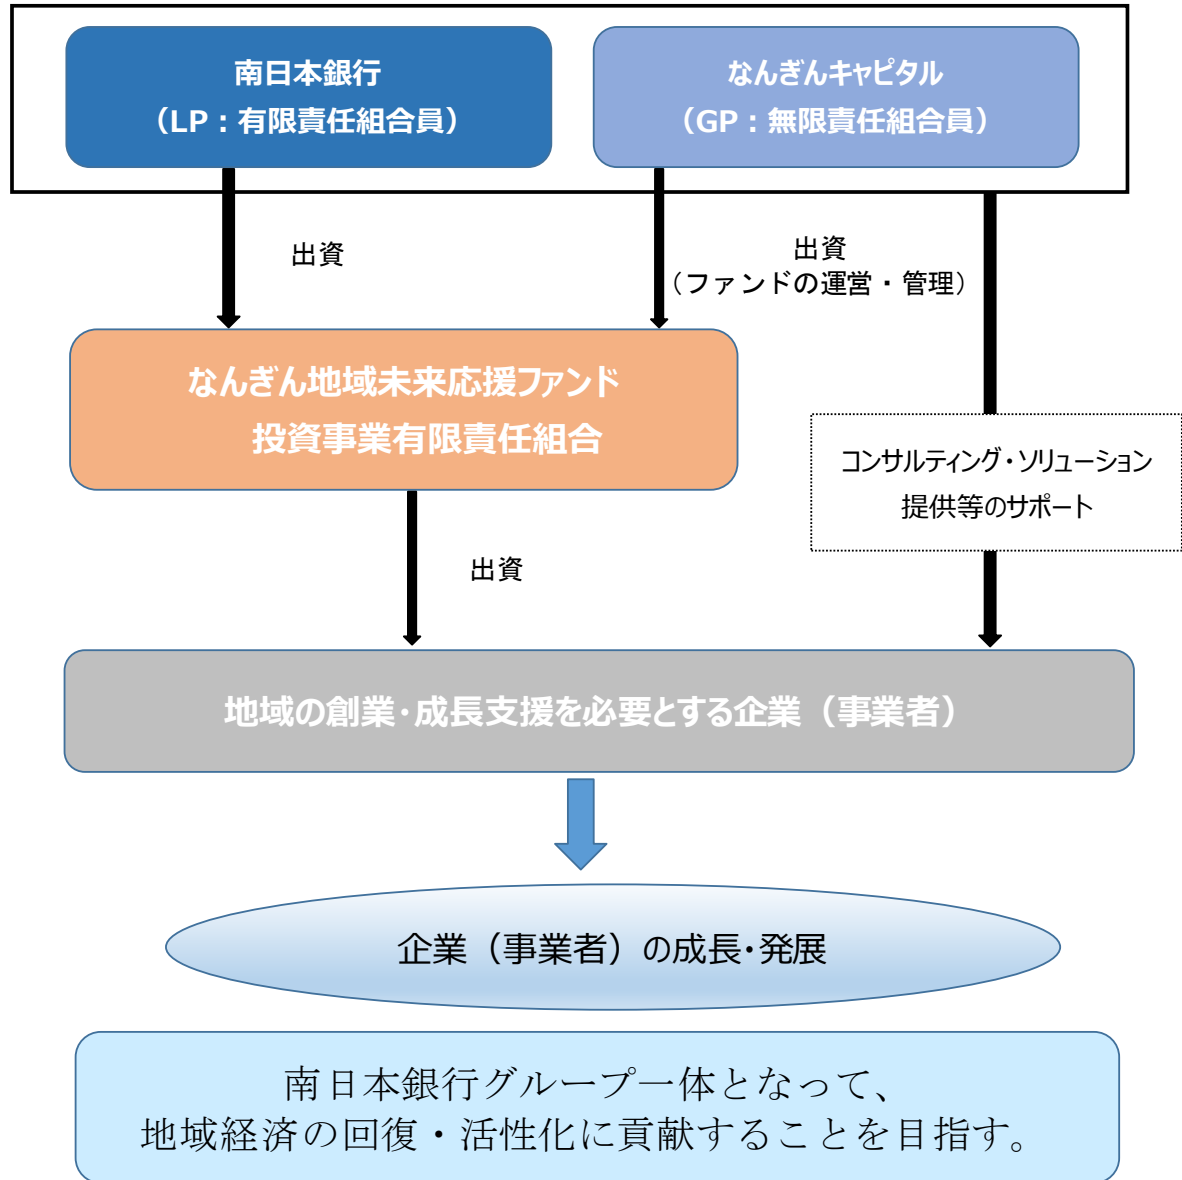 南日本銀行
（LP：有限責任組合員）
なんぎんキャピタル
（GP：無限責任組合員）
出資
出資
（ファンドの運営・管理）
なんぎん地域未来応援ファンド
投資事業有限責任組合
コンサルティング・ソリューション
提供等のサポート
出資
地域の創業・成長支援を必要とする企業（事業者）
企業（事業者）の成長・発展
南日本銀行グループ一体となって、
地域経済の回復・活性化に貢献することを目指す。